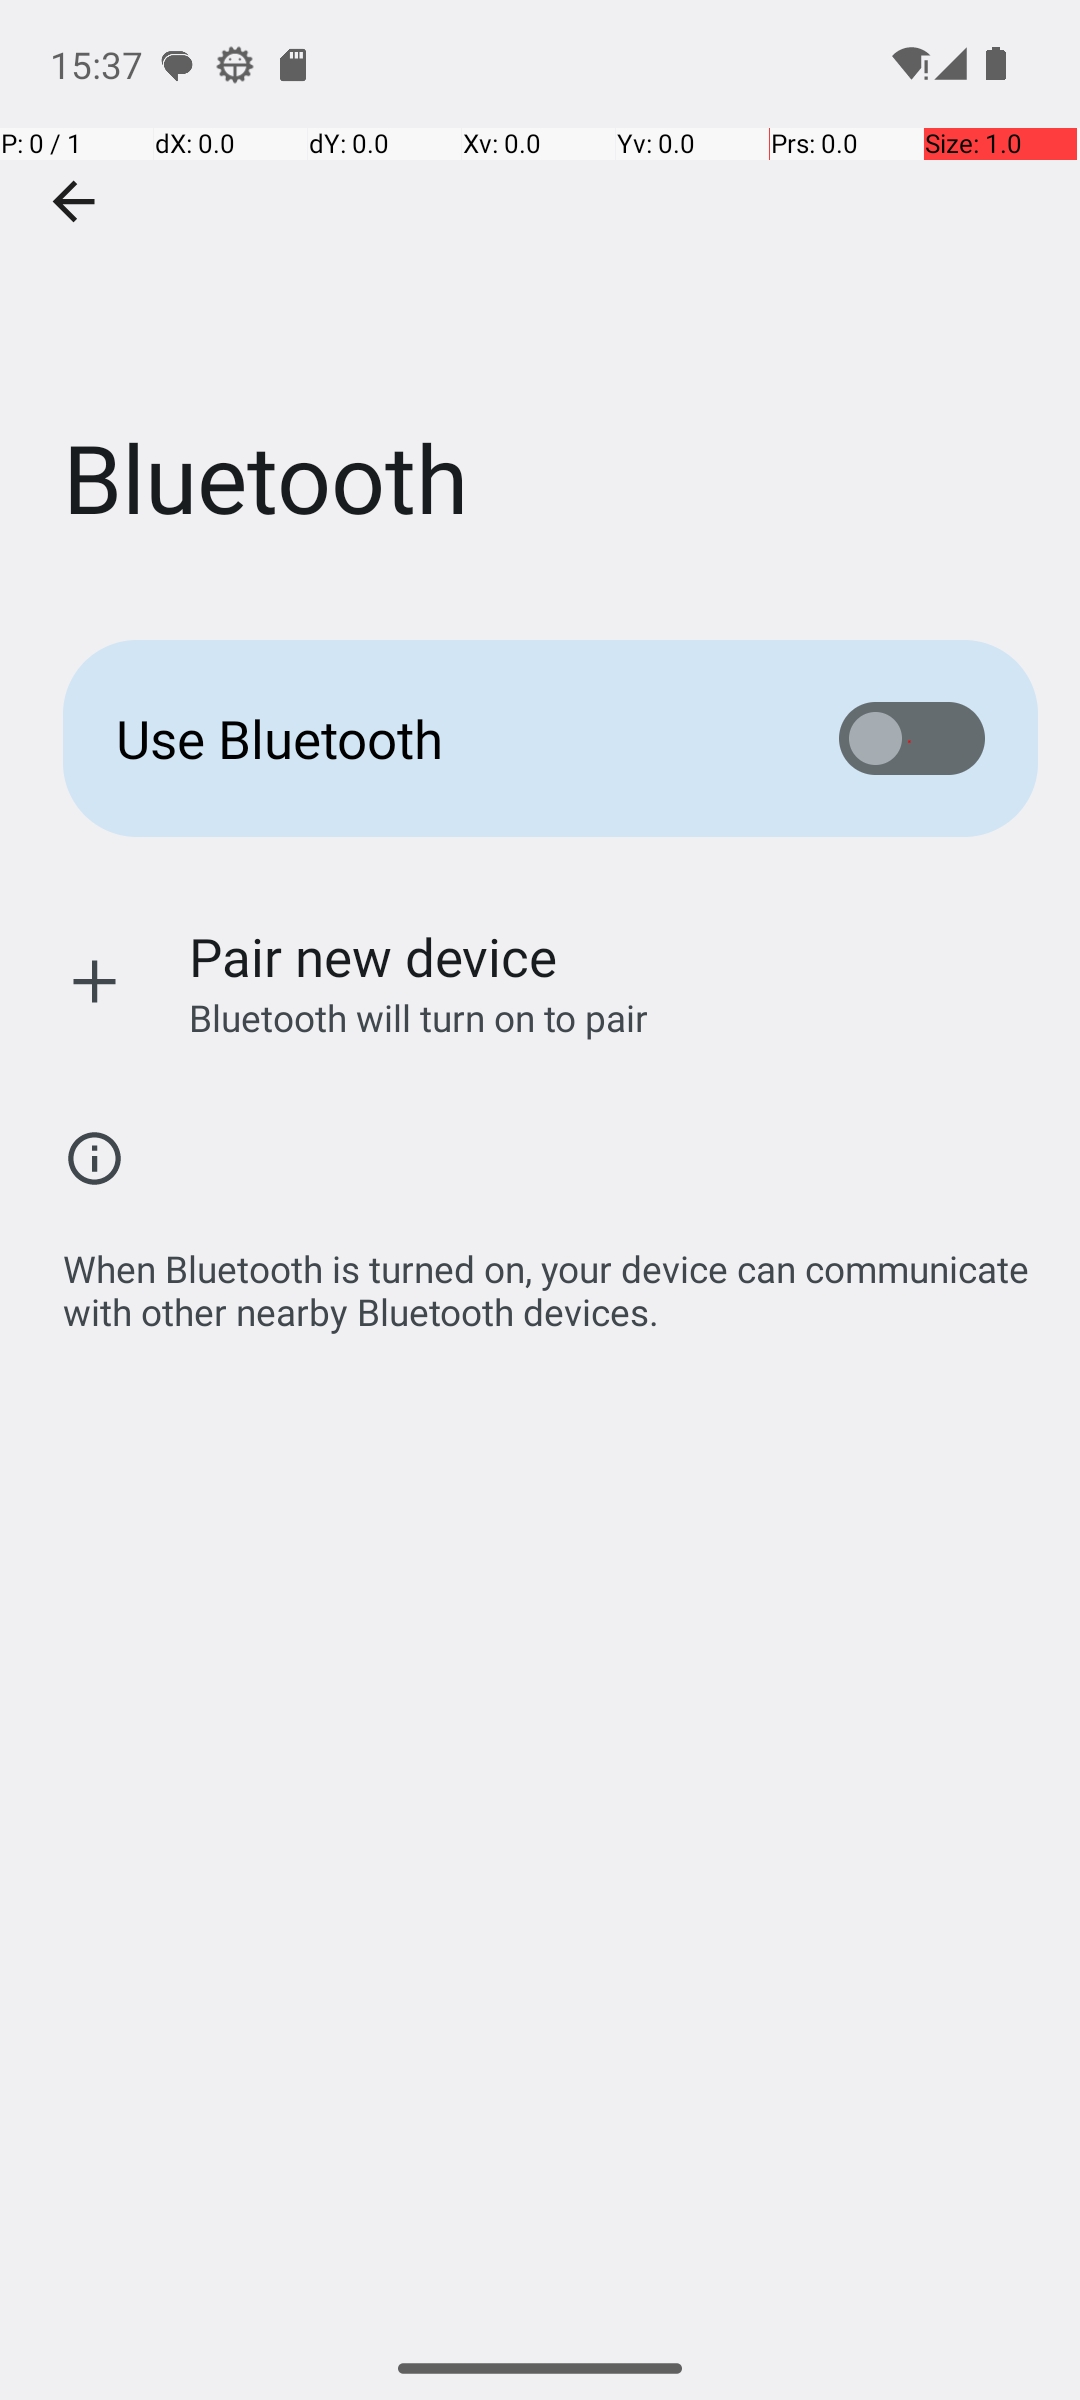 15:37
P: 0 / 1 dX: 0.0 dY: 0.0 Xv: 0.0 Yv: 0.0 Prs: 0.0 Size: 1.0
Bluetooth
Use Bluetooth
Pair new device
Bluetooth will turn on to pair
When Bluetooth is turned on, your device can communicate
with other nearby Bluetooth devices.